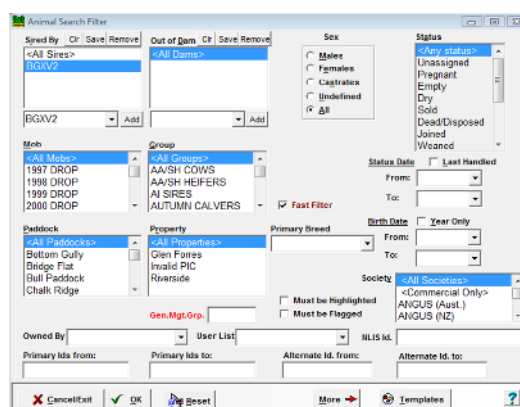 Animal Search Filter
Sired By Clr Save Remove
Out of Dam Clr Save Remove
Sex
Status
<All Sires>
BGXV2
<All Dams>
Males
Females
Castrates
Undefined
All
<Any status>
Unassigned
Pregnant
Empty
Dry
Sold
Dead/Disposed
Joined
Weaned
BGXV2 Add
Add
Mob
Group
<All Mobs>
1997 DROP
1998 DROP
1999 DROP
2000 DROP
<All Groups>
AA/SH COWS
AA/SH HEIFERS
AI SIRES
AUTUMN CALVERS
Fast Filter
Status Date Last Handled
From:
To:
Paddock
Property
Primary Breed
Birth Date Year Only
From:
To:
<All Paddocks>
Bottom Gully
Bridge Flat
Bull Paddock
Chalk Ridge
<All Properties>
Glen Forres
Invalid PIC
Riverside
Society
<All Societies>
<Commercial Only>
ANGUS (Aust.)
ANGUS (NZ)
Gen.Mgt.Grp.
Must be Highlighted
Must be Flagged
Owned By
User List
NLIS Id.
Primary Ids from:
Primary Ids to:
Alternate Id. from:
Alternate Id. to:
Cancel/Exit
OK
Reset
More
Templates
?